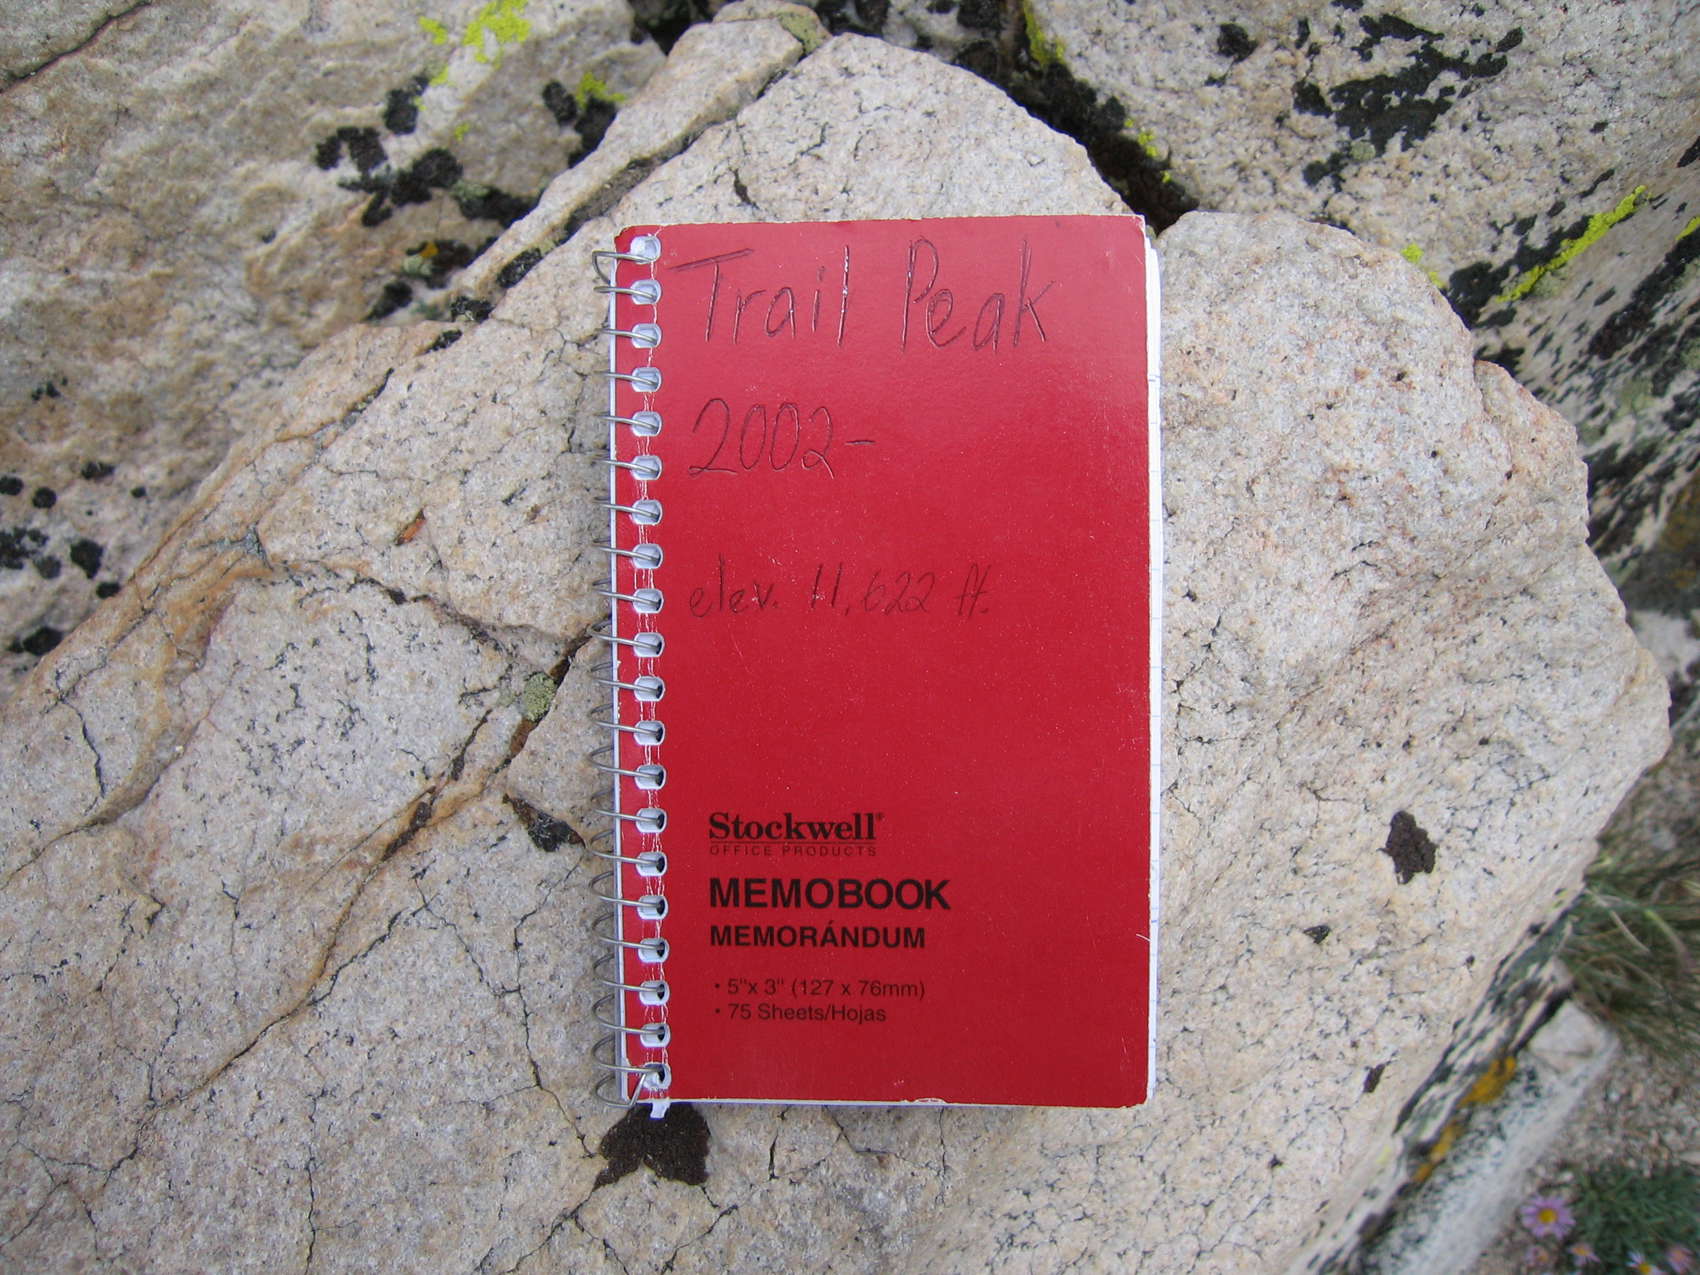 Trail Peak
2002-
elev. 11,622 ft.
Stockwell®
OFFICE PRODUCTS
MEMOBOOK
MEMORÁNDUM
• 5"x 3" (127 x 76mm)
• 75 Sheets/Hojas